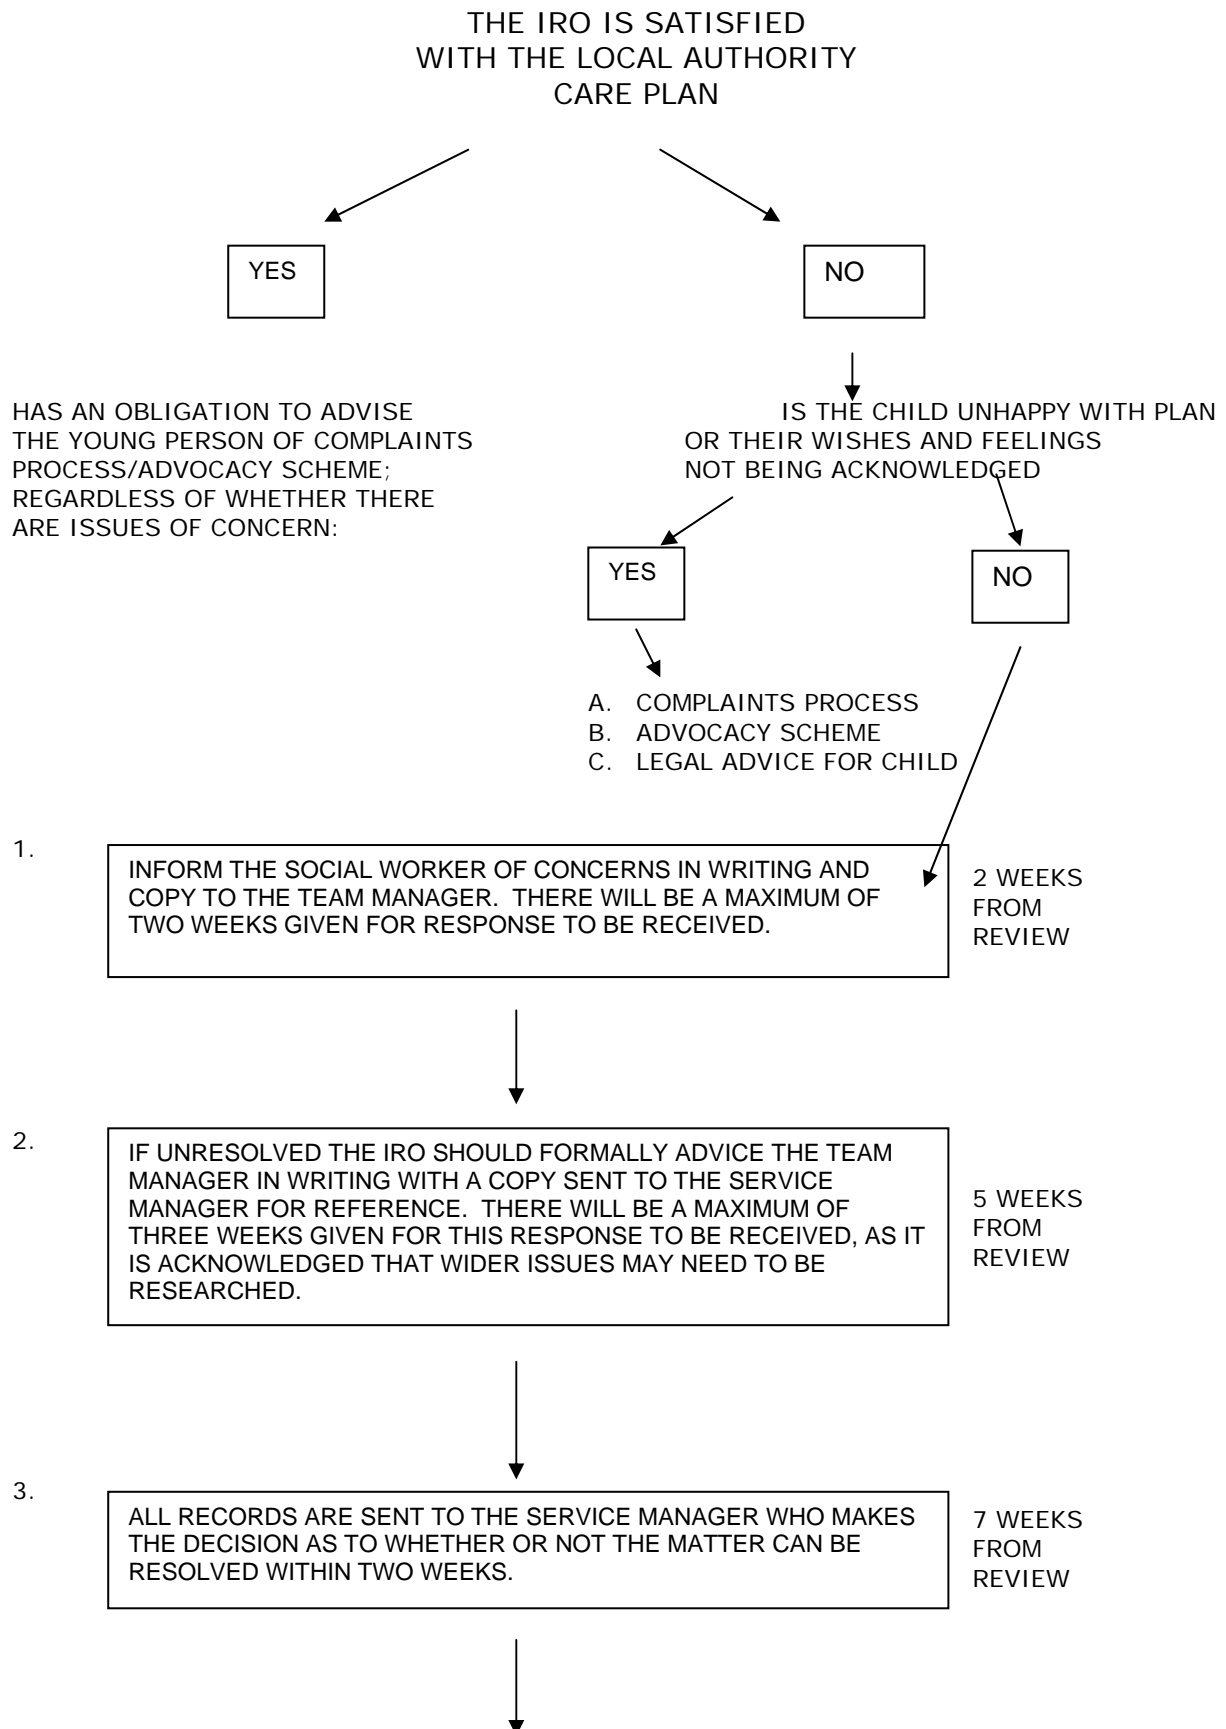 THE IRO IS SATISFIED
WITH THE LOCAL AUTHORITY
CARE PLAN
YES
NO
HAS AN OBLIGATION TO ADVISE
THE YOUNG PERSON OF COMPLAINTS
PROCESS/ADVOCACY SCHEME;
REGARDLESS OF WHETHER THERE
ARE ISSUES OF CONCERN:
IS THE CHILD UNHAPPY WITH PLAN
OR THEIR WISHES AND FEELINGS
NOT BEING ACKNOWLEDGED
YES
NO
A. COMPLAINTS PROCESS
B. ADVOCACY SCHEME
C. LEGAL ADVICE FOR CHILD
1.
INFORM THE SOCIAL WORKER OF CONCERNS IN WRITING AND
COPY TO THE TEAM MANAGER. THERE WILL BE A MAXIMUM OF
TWO WEEKS GIVEN FOR RESPONSE TO BE RECEIVED.
2 WEEKS
FROM
REVIEW
2.
IF UNRESOLVED THE IRO SHOULD FORMALLY ADVICE THE TEAM
MANAGER IN WRITING WITH A COPY SENT TO THE SERVICE
MANAGER FOR REFERENCE. THERE WILL BE A MAXIMUM OF
THREE WEEKS GIVEN FOR THIS RESPONSE TO BE RECEIVED, AS IT
IS ACKNOWLEDGED THAT WIDER ISSUES MAY NEED TO BE
RESEARCHED.
5 WEEKS
FROM
REVIEW
3.
ALL RECORDS ARE SENT TO THE SERVICE MANAGER WHO MAKES
THE DECISION AS TO WHETHER OR NOT THE MATTER CAN BE
RESOLVED WITHIN TWO WEEKS.
7 WEEKS
FROM
REVIEW